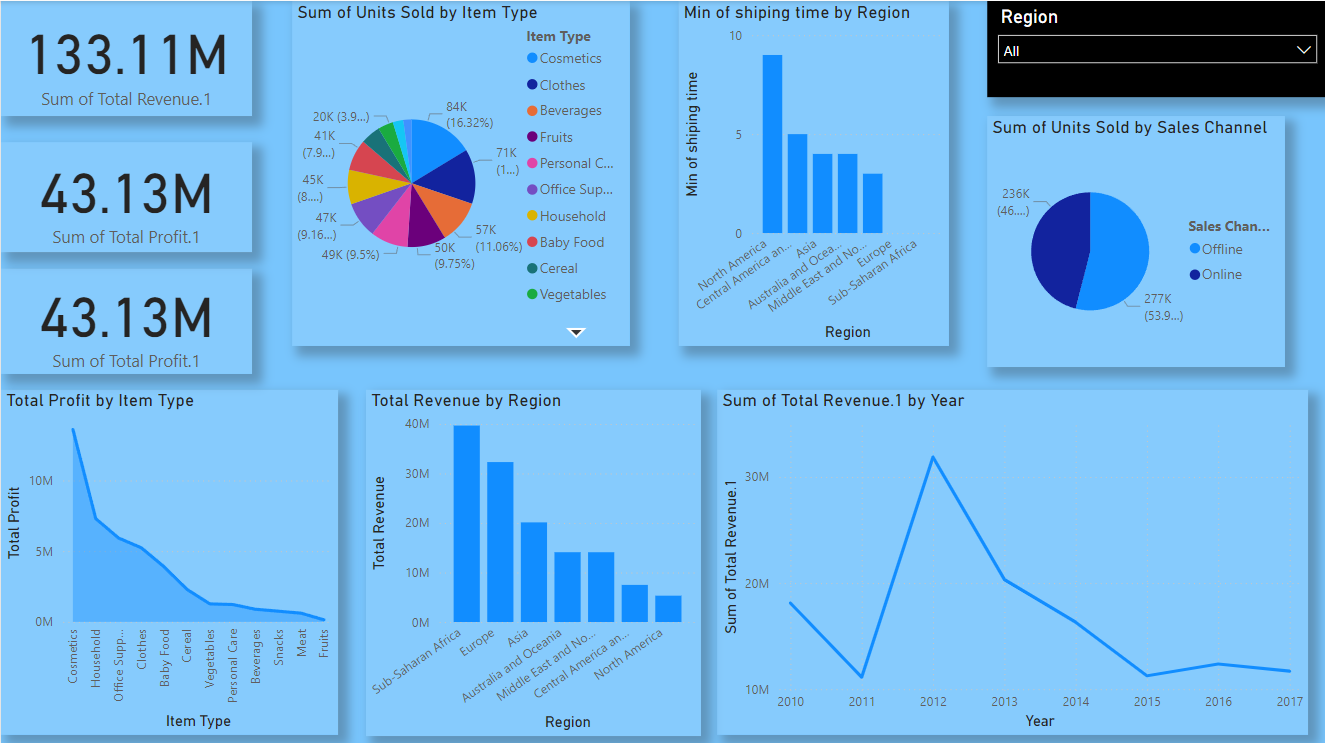 133.11M
Sum of Total Revenue.1
43.13M
Sum of Total Profit.1
43.13M
Sum of Total Profit.1
Sum of Units Sold by Item Type
Item Type
Cosmetics
Clothes
Beverages
Fruits
Personal C...
Office Sup...
Household
Baby Food
Cereal
Vegetables
84K
(16.32%)
71K
(1...)
57K
(11.06%)
50K
(9.75%)
49K (9.5%)
47K
(9.16...)
45K
(8....)
41K
(7.9...)
20K (3.9...)
Min of shiping time by Region
Min of shiping time
10
5
0
North America
Central America an...
Asia
Australia and Ocea...
Middle East and No...
Europe
Sub-Saharan Africa
Region
Region
All
Sum of Units Sold by Sales Channel
236K
(46....)
277K
(53.9...)
Sales Chan...
Offline
Online
Total Profit by Item Type
Total Profit
10M
5M
0M
Cosmetics
Household
Office Supp...
Clothes
Baby Food
Cereal
Vegetables
Personal Care
Beverages
Snacks
Meat
Fruits
Item Type
Total Revenue by Region
Total Revenue
40M
30M
20M
10M
0M
Sub-Saharan Africa
Europe
Asia
Australia and Oceania
Middle East and No...
Central America an...
North America
Region
Sum of Total Revenue.1 by Year
Sum of Total Revenue.1
30M
20M
10M
2010
2011
2012
2013
2014
2015
2016
2017
Year